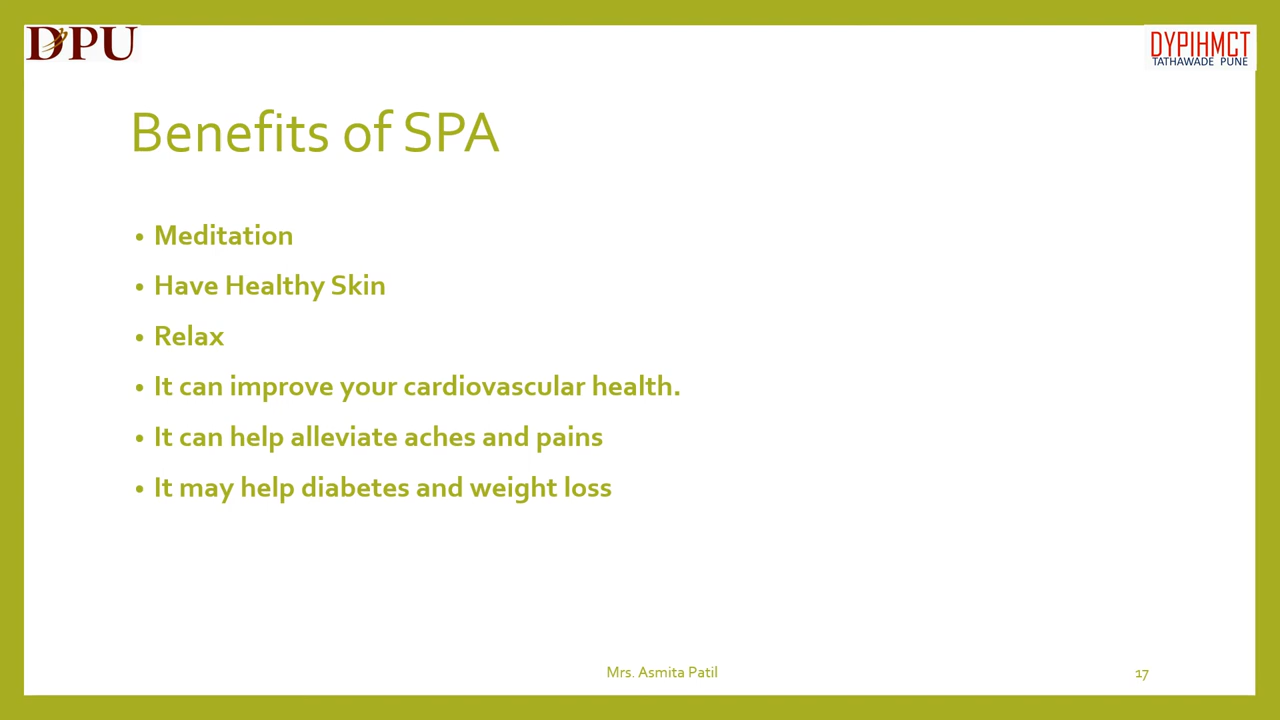 DPU
DYPIHMCT
TATHAWADE PUNE
Benefits of SPA
• Meditation
• Have Healthy Skin
• Relax
• It can improve your cardiovascular health.
• It can help alleviate aches and pains
• It may help diabetes and weight loss
Mrs. Asmita Patil
17